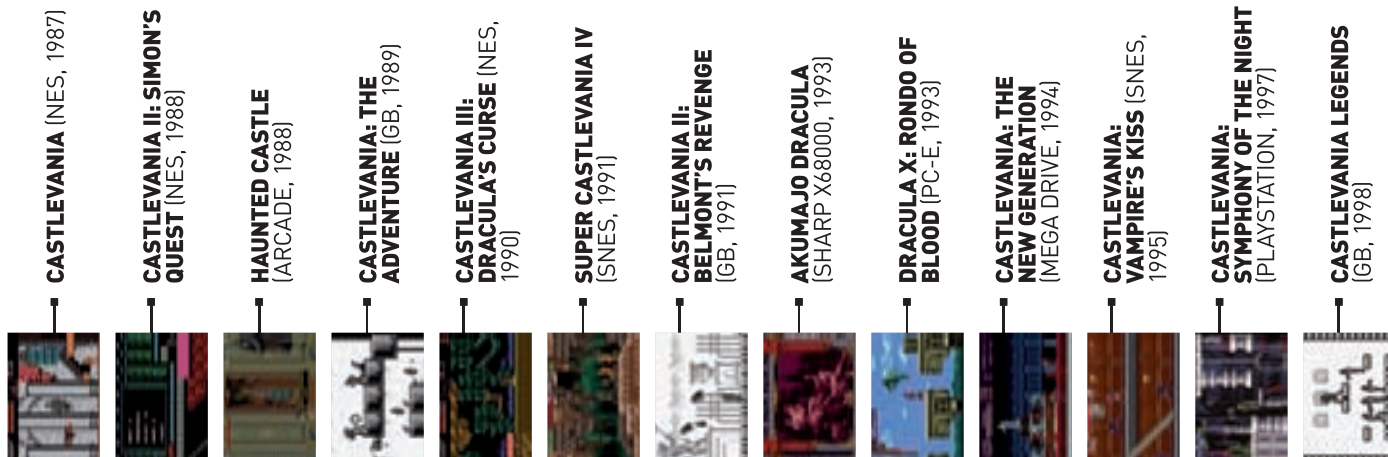 CASTLEVANIA (NES, 1987)
CASTLEVANIA II: SIMON'S
QUEST (NES, 1988)
HAUNTED CASTLE
(ARCADE, 1988)
CASTLEVANIA: THE
ADVENTURE (GB, 1989)
CASTLEVANIA III:
DRACULA'S CURSE (NES,
1990)
SUPER CASTLEVANIA IV
(SNES, 1991)
CASTLEVANIA II:
BELMONT'S REVENGE
(GB, 1991)
AKUMAJO DRACULA
(SHARP X68000, 1993)
DRACULA X: RONDO OF
BLOOD (PC-E, 1993)
CASTLEVANIA: THE
NEW GENERATION
(MEGA DRIVE, 1994)
CASTLEVANIA:
VAMPIRE'S KISS (SNES,
1995)
CASTLEVANIA:
SYMPHONY OF THE NIGHT
(PLAYSTATION, 1997)
CASTLEVANIA LEGENDS
(GB, 1998)